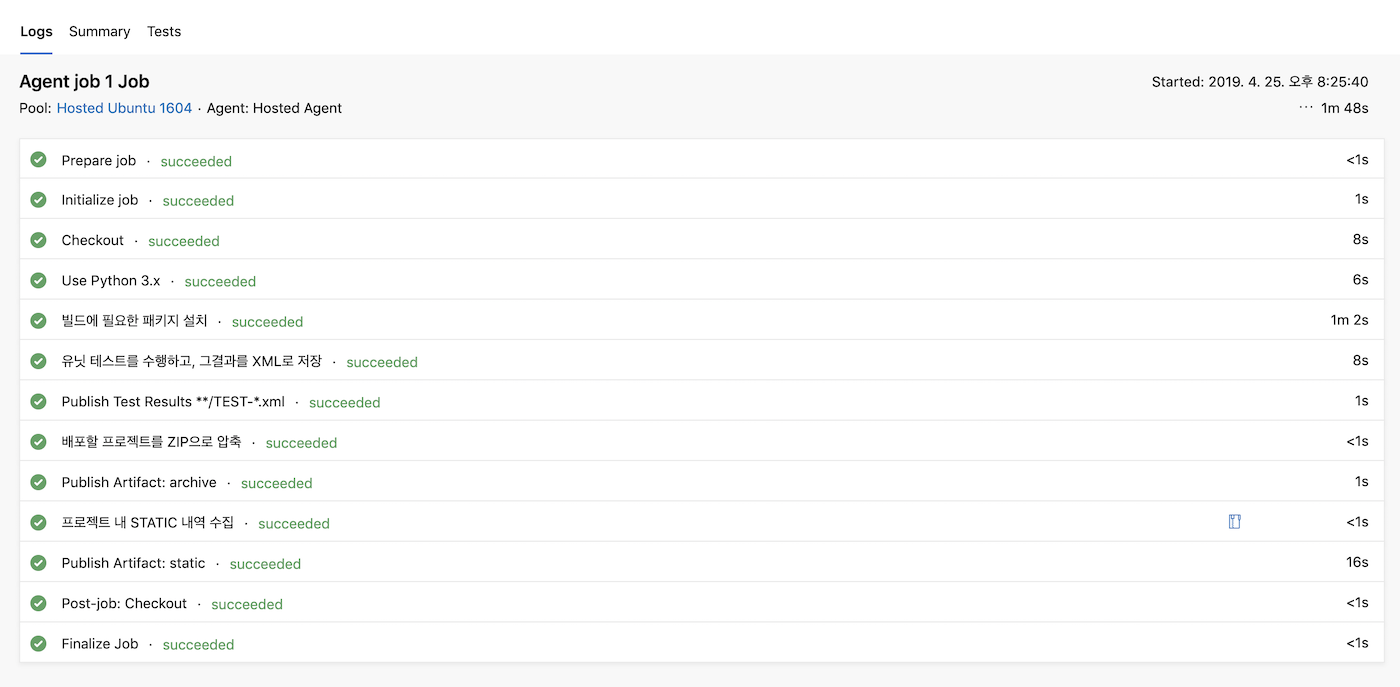 Logs Summary Tests
Agent job 1 Job Started: 2019. 4. 25. 오후 8:25:40
Pool: Hosted Ubuntu 1604 · Agent: Hosted Agent ··· 1m 48s
Prepare job · succeeded <1s
Initialize job · succeeded 1s
Checkout · succeeded 8s
Use Python 3.x · succeeded 6s
빌드에 필요한 패키지 설치 · succeeded 1m 2s
유닛 테스트를 수행하고, 그결과를 XML로 저장 · succeeded 8s
Publish Test Results **/TEST-*.xml · succeeded 1s
배포할 프로젝트를 ZIP으로 압축 · succeeded <1s
Publish Artifact: archive · succeeded 1s
프로젝트 내 STATIC 내역 수집 · succeeded <1s
Publish Artifact: static · succeeded 16s
Post-job: Checkout · succeeded <1s
Finalize Job · succeeded <1s